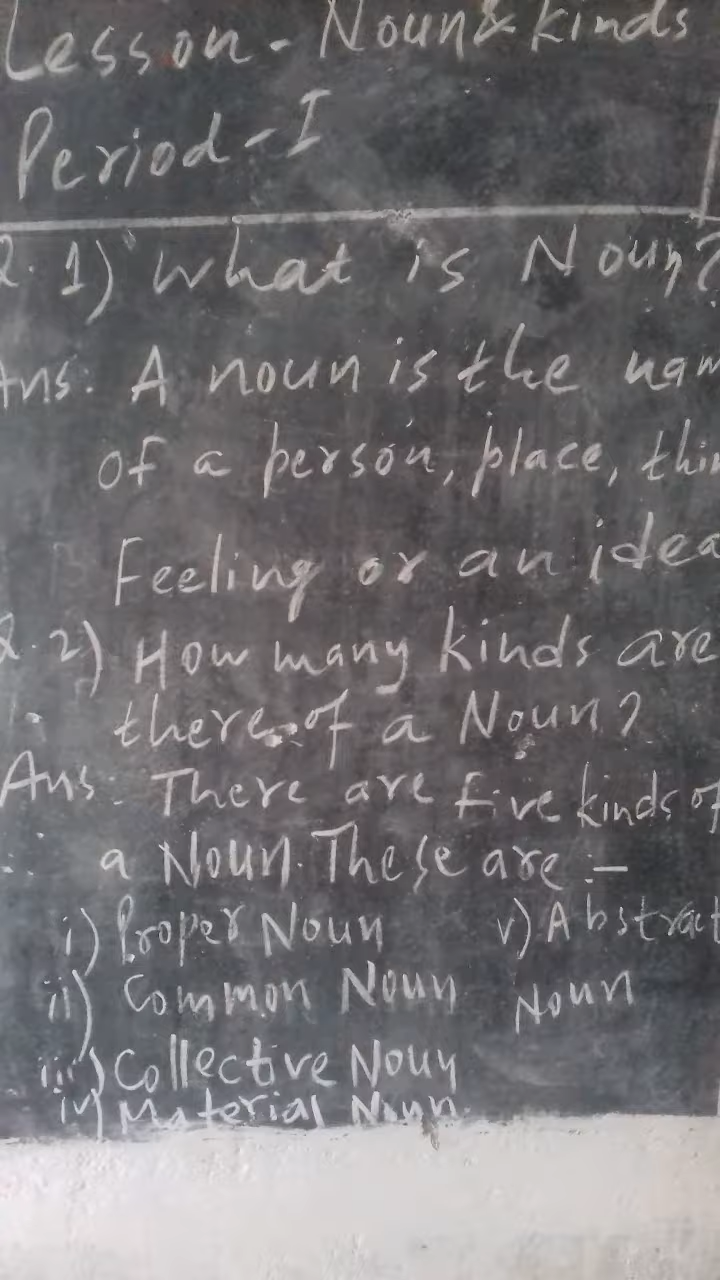 Lesson - Noun & kinds
Period - I
Q. 1) What is Noun?
Ans. A noun is the nam
of a person, place, thin
Feeling or an idea
Q. 2) How many kinds are
there of a Noun?
Ans. There are five kinds of
a Noun. These are :-
i) Proper Noun v) Abstract
ii) Common Noun Noun
iii) Collective Noun
iv) Material Noun.